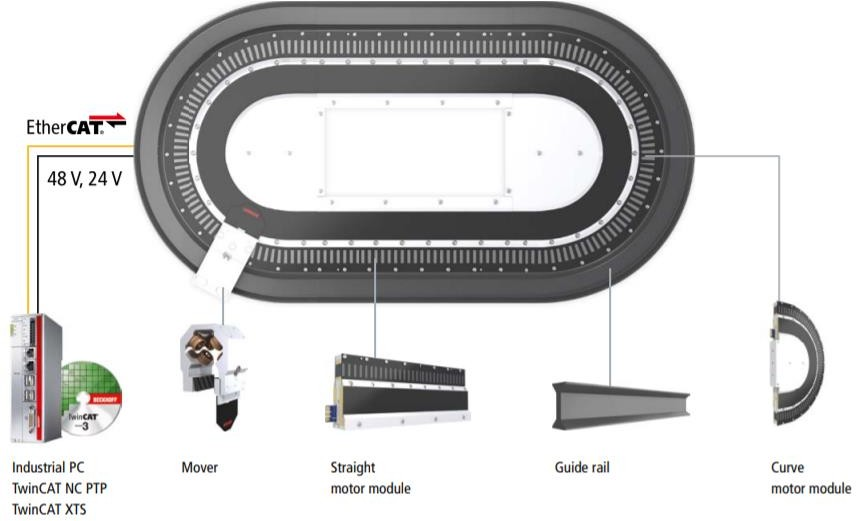 EtherCAT®
48 V, 24 V
BECKHOFF
TwinCAT
3
Industrial PC
TwinCAT NC PTP
TwinCAT XTS
Mover
Straight
motor module
Guide rail
Curve
motor module